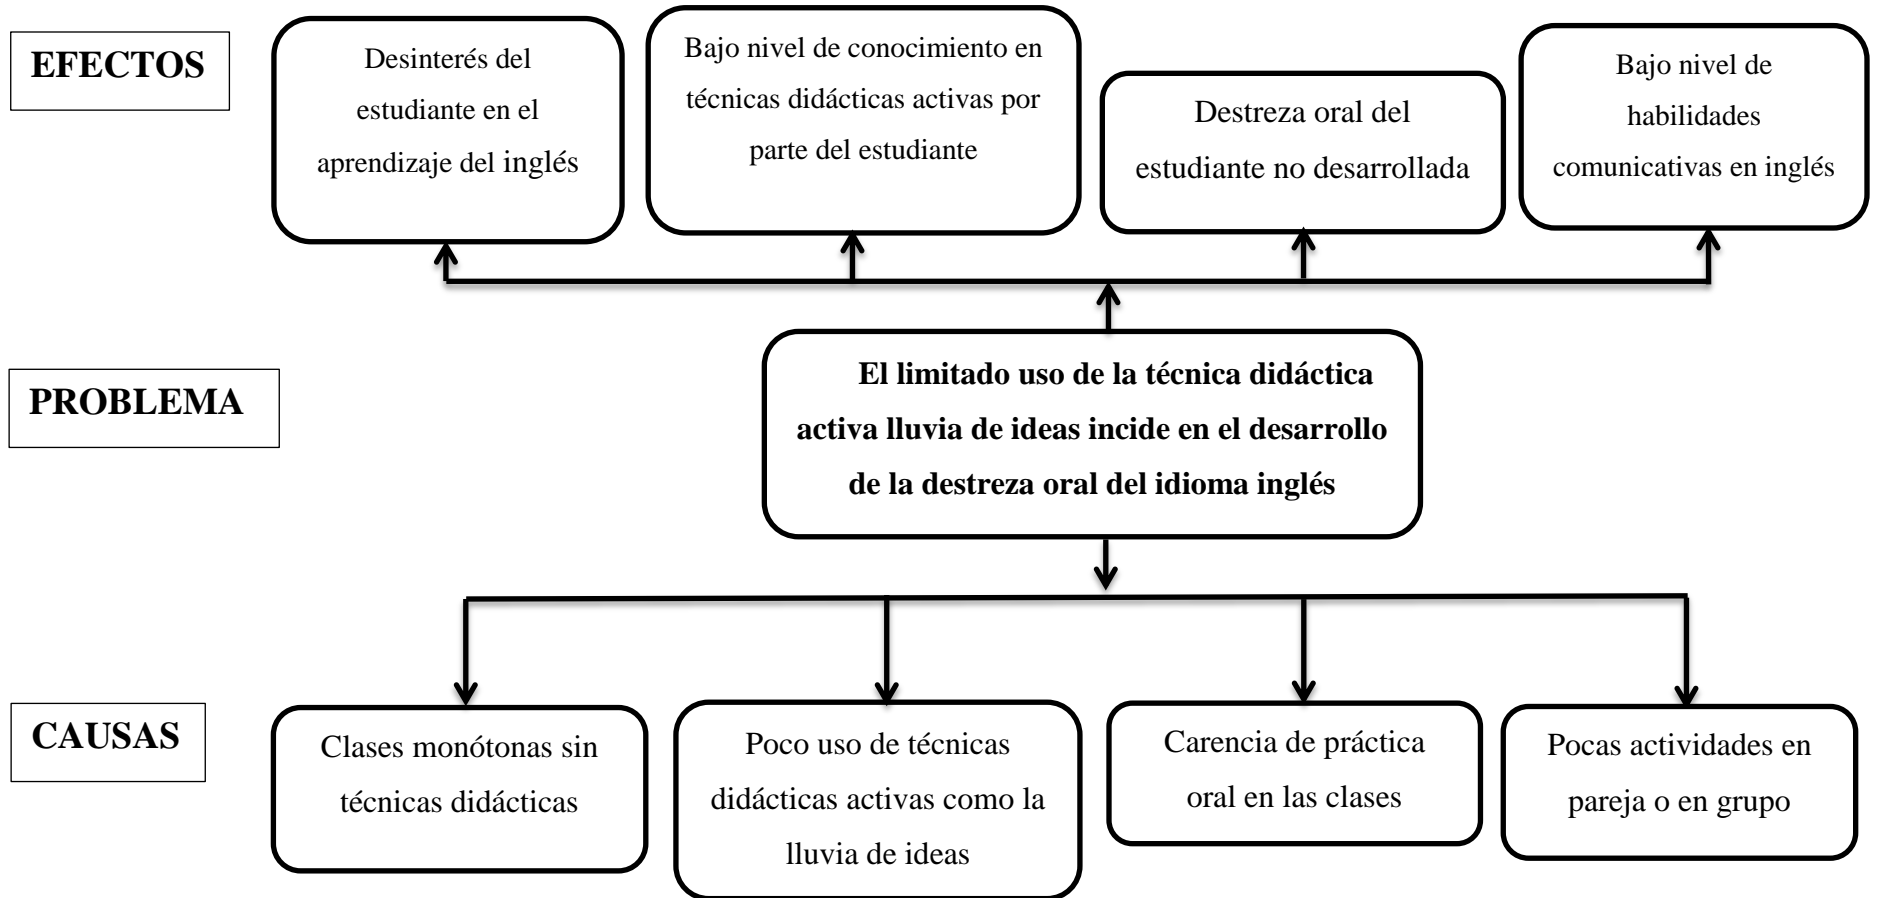 EFECTOS
Desinterés del
estudiante en el
aprendizaje del inglés
Bajo nivel de conocimiento en
técnicas didácticas activas por
parte del estudiante
Destreza oral del
estudiante no desarrollada
Bajo nivel de
habilidades
comunicativas en inglés
PROBLEMA
El limitado uso de la técnica didáctica
activa lluvia de ideas incide en el desarrollo
de la destreza oral del idioma inglés
CAUSAS
Clases monótonas sin
técnicas didácticas
Poco uso de técnicas
didácticas activas como la
lluvia de ideas
Carencia de práctica
oral en las clases
Pocas actividades en
pareja o en grupo